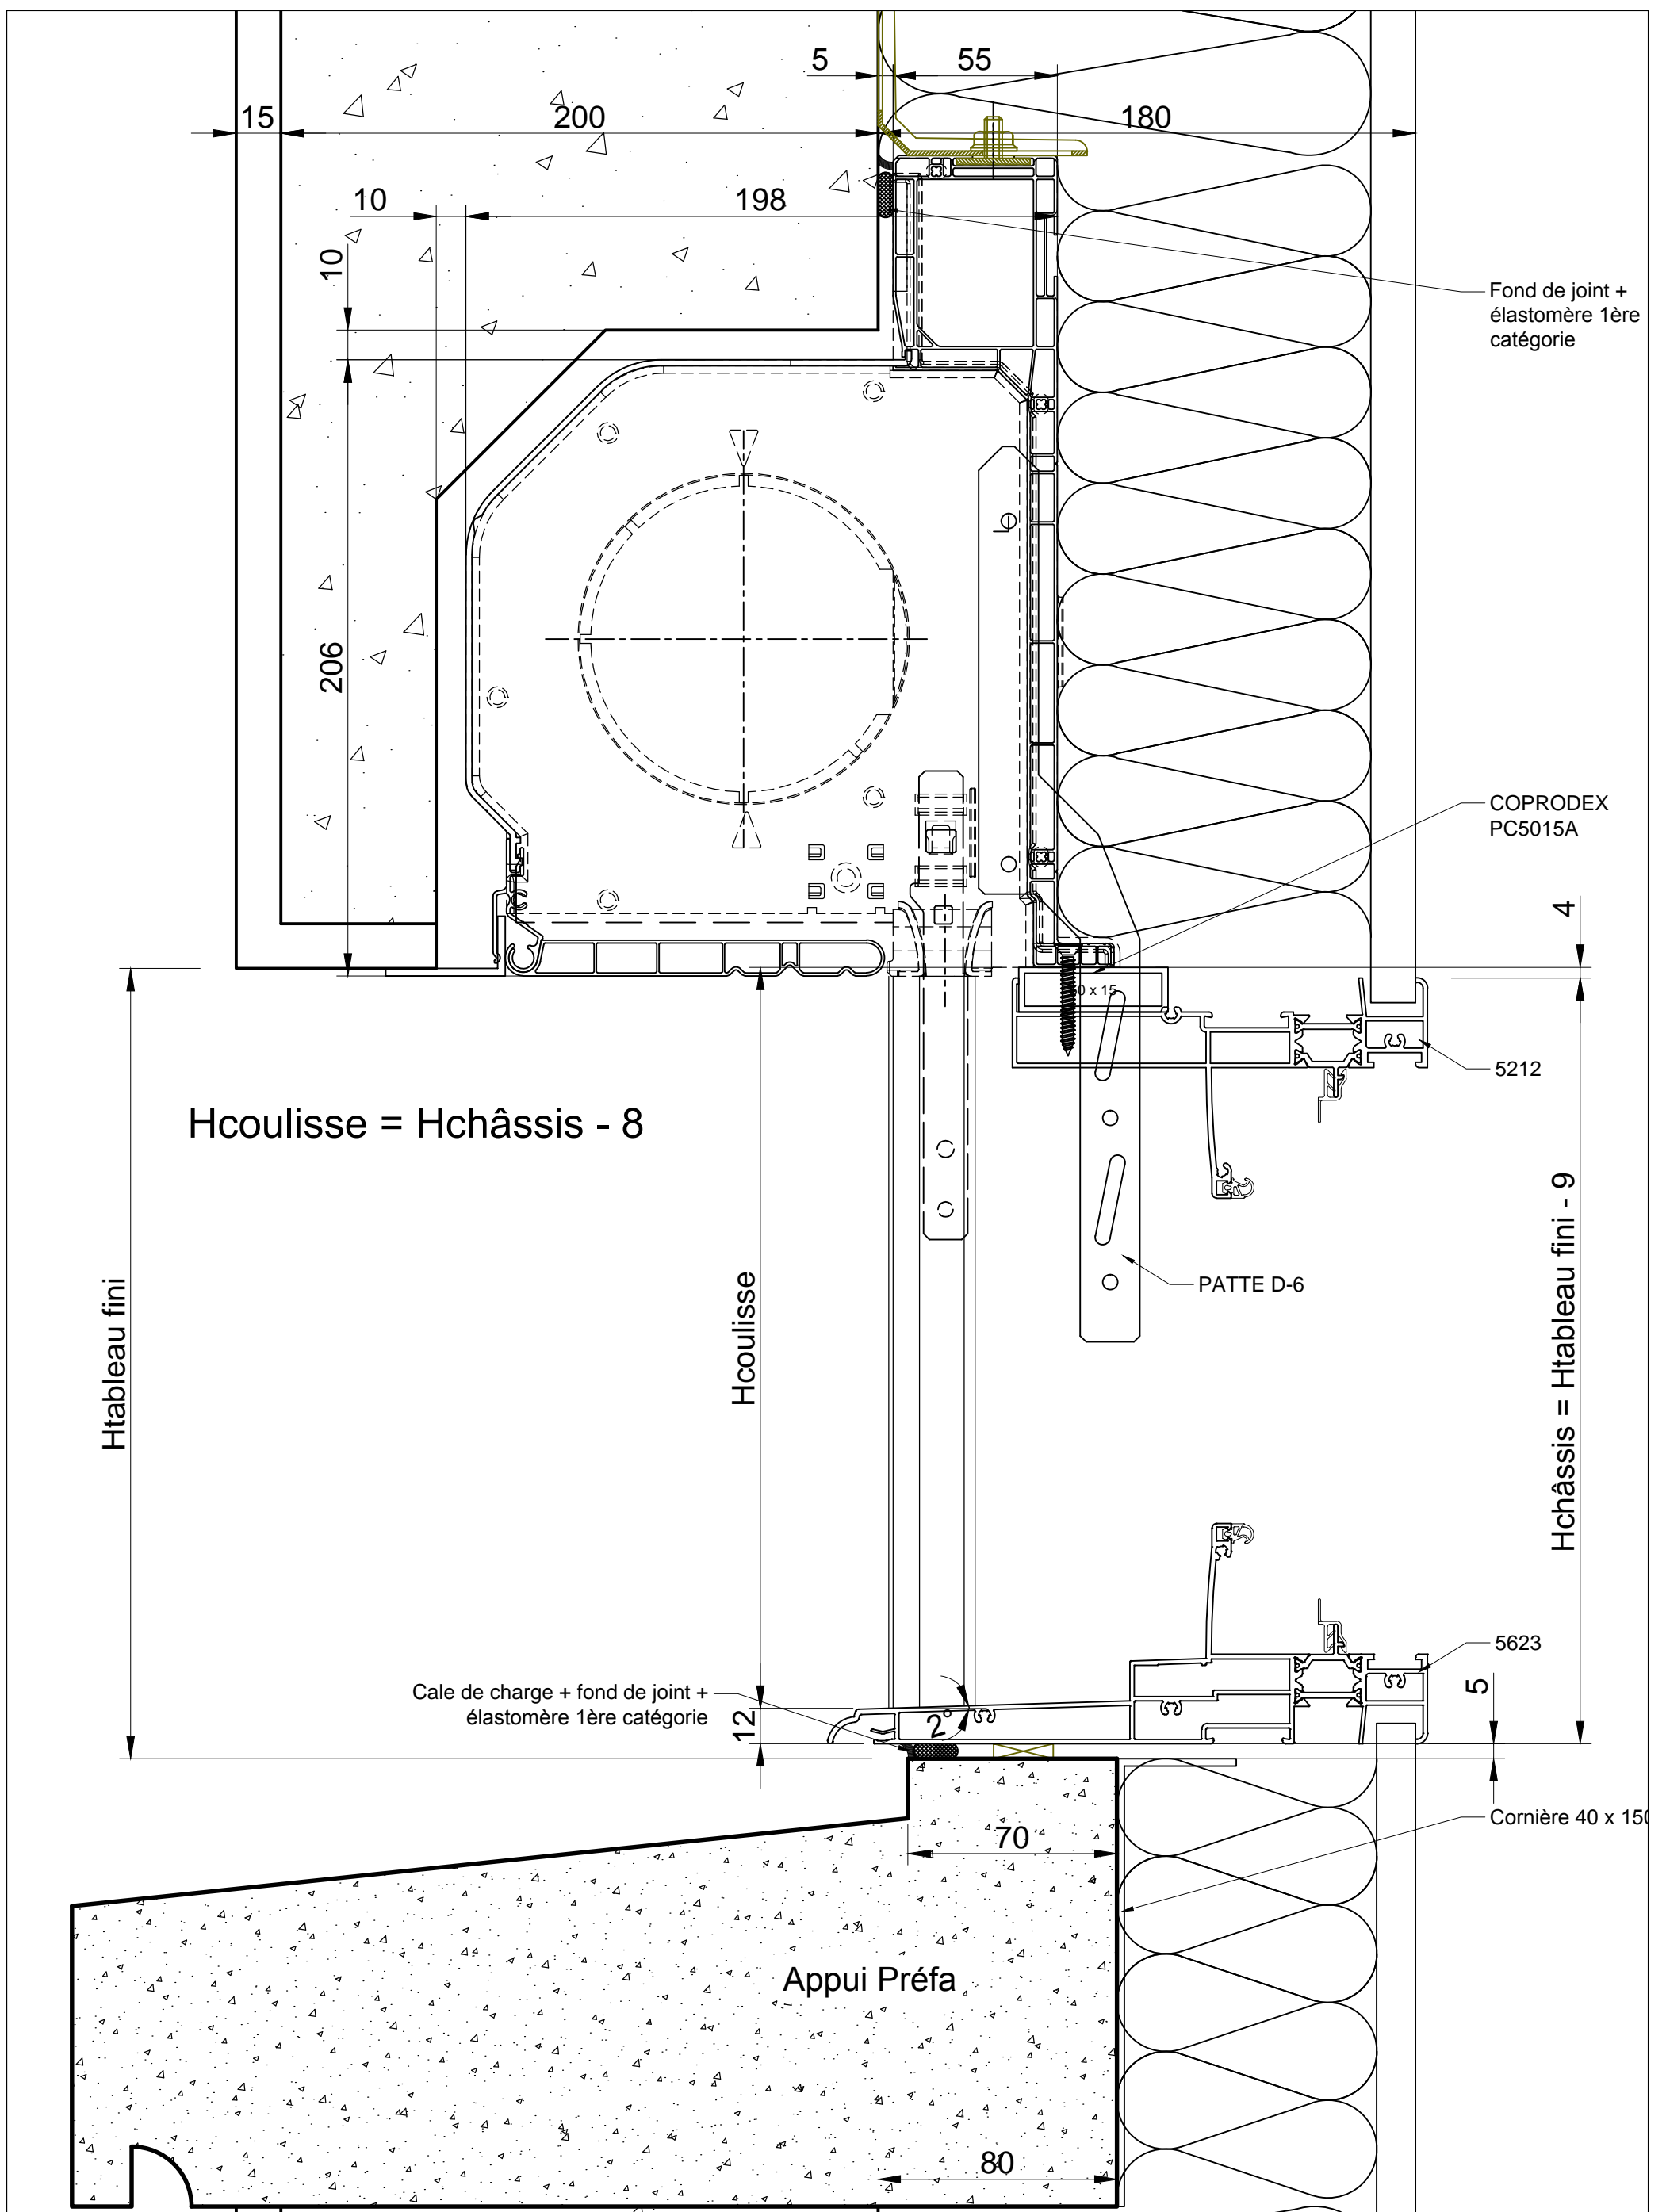 5
55
15
200
180
10
198
10
Fond de joint +
élastomère 1ère
catégorie
206
COPRODEX
PC5015A
4
0 x 15
5212
Hcoulisse = Hchâssis - 8
Htableau fini
Hcoulisse
PATTE D-6
Hchâssis = Htableau fini - 9
5623
Cale de charge + fond de joint +
élastomère 1ère catégorie
12
2°
5
70
Cornière 40 x 150
Appui Préfa
80